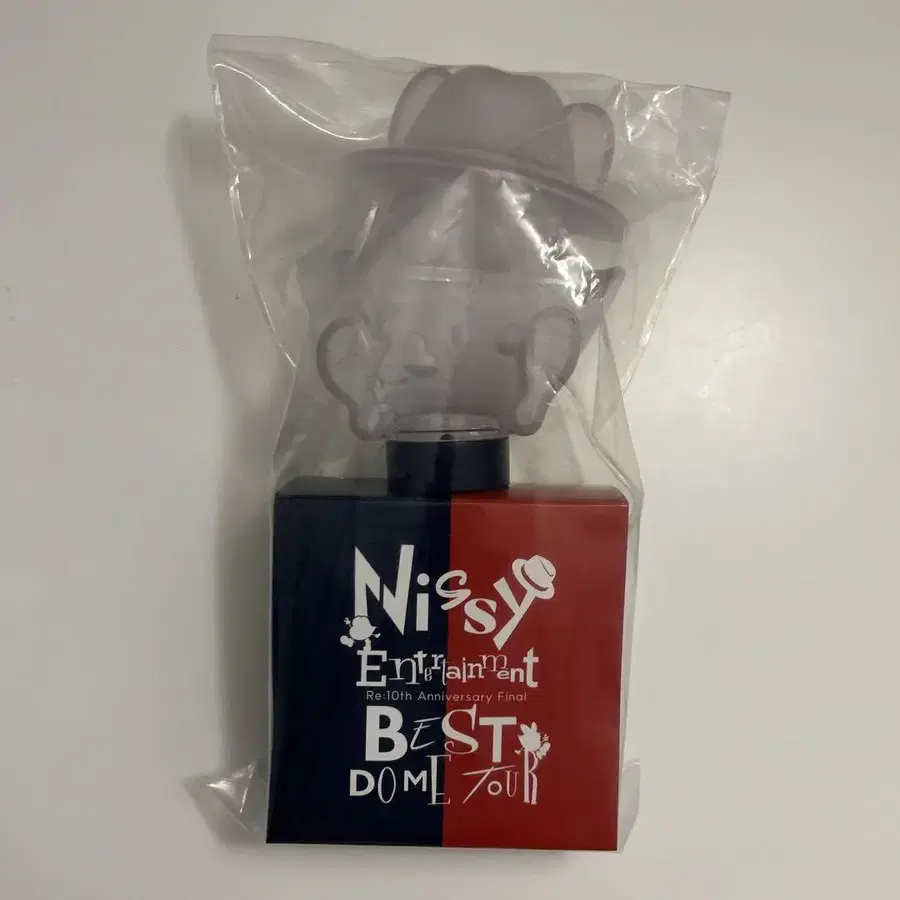 Nissy
Entertainment
Re:10th Anniversary Final
BEST
DOME TOUR